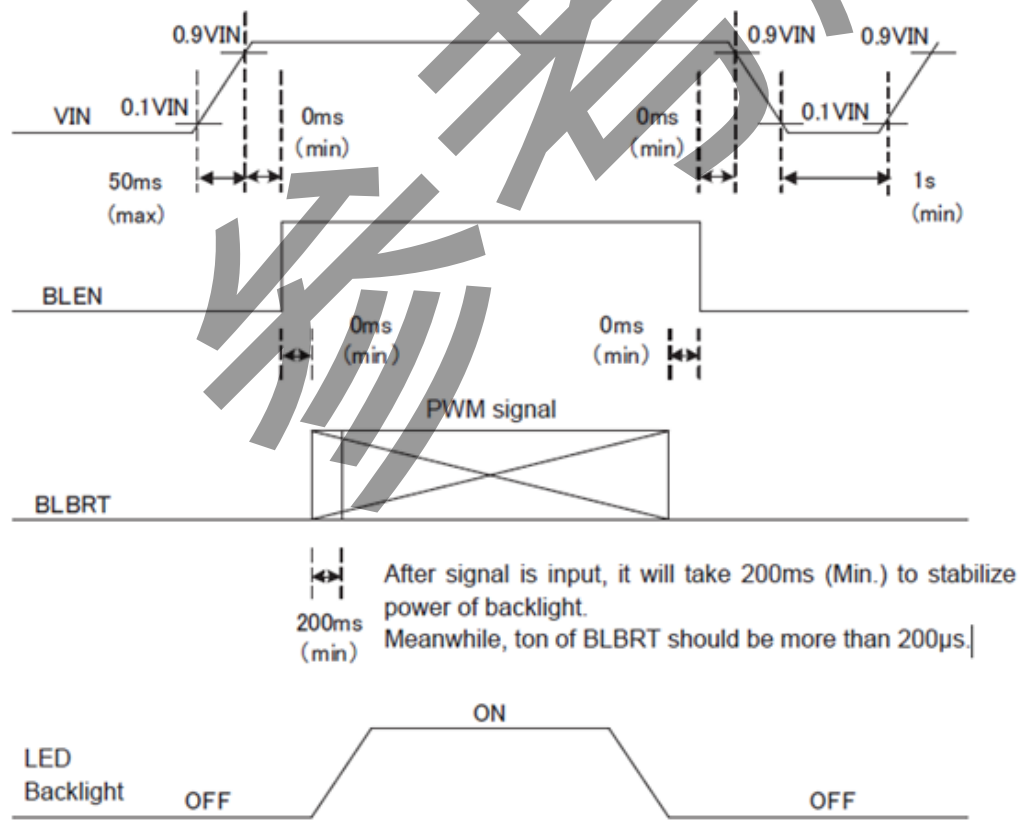 0.9VIN
0.9VIN
0.9VIN
VIN
0.1VIN
0ms
(min)
0ms
(min)
0.1VIN
50ms
(max)
1s
(min)
BLEN
0ms
(min)
0ms
(min)
PWM signal
BLBRT
200ms
(min)
After signal is input, it will take 200ms (Min.) to stabilize
power of backlight.
Meanwhile, ton of BLBRT should be more than 200µs.
ON
LED
Backlight
OFF
OFF